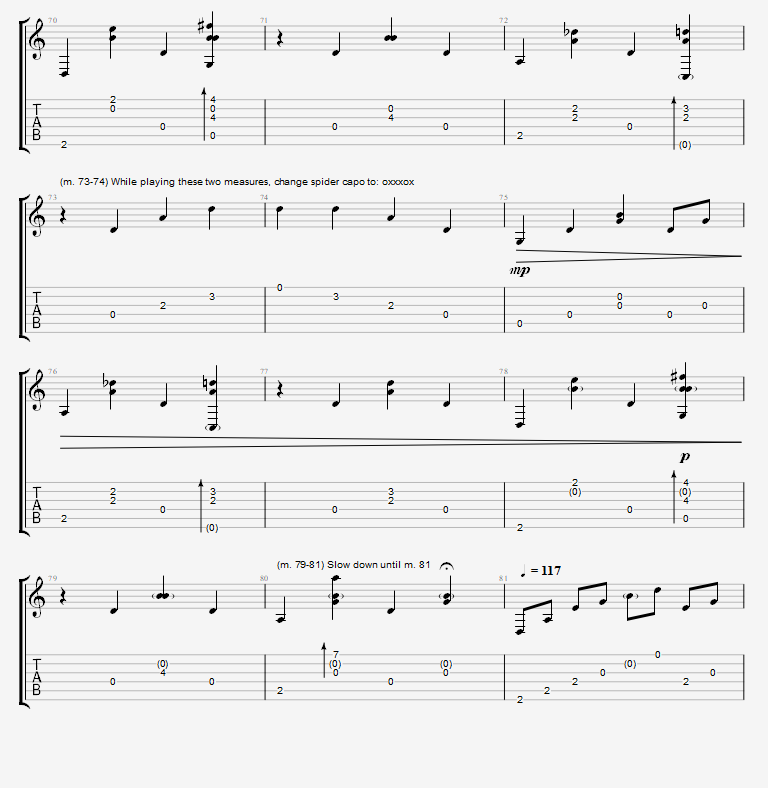 70 71 72
T 2 0 0 4 0 4 0 0 0 4 0 2 2 0 3 2
A
B 2 2 (0)
(m. 73-74) While playing these two measures, change spider capo to: oxxxox
73 74 75
mp
0 2 3 0 3 2 0 0 0 0 0 0 0
76 77 78
p
2 2 2 0 3 2 (0) 0 3 2 0 2 2 (0) 0 4 (0) 4 0
(m. 79-81) Slow down until m. 81
79 80 81
= 117
0 (0) 4 0 2 7 (0) 0 0 (0) 0 2 2 2 0 (0) 0 2 0